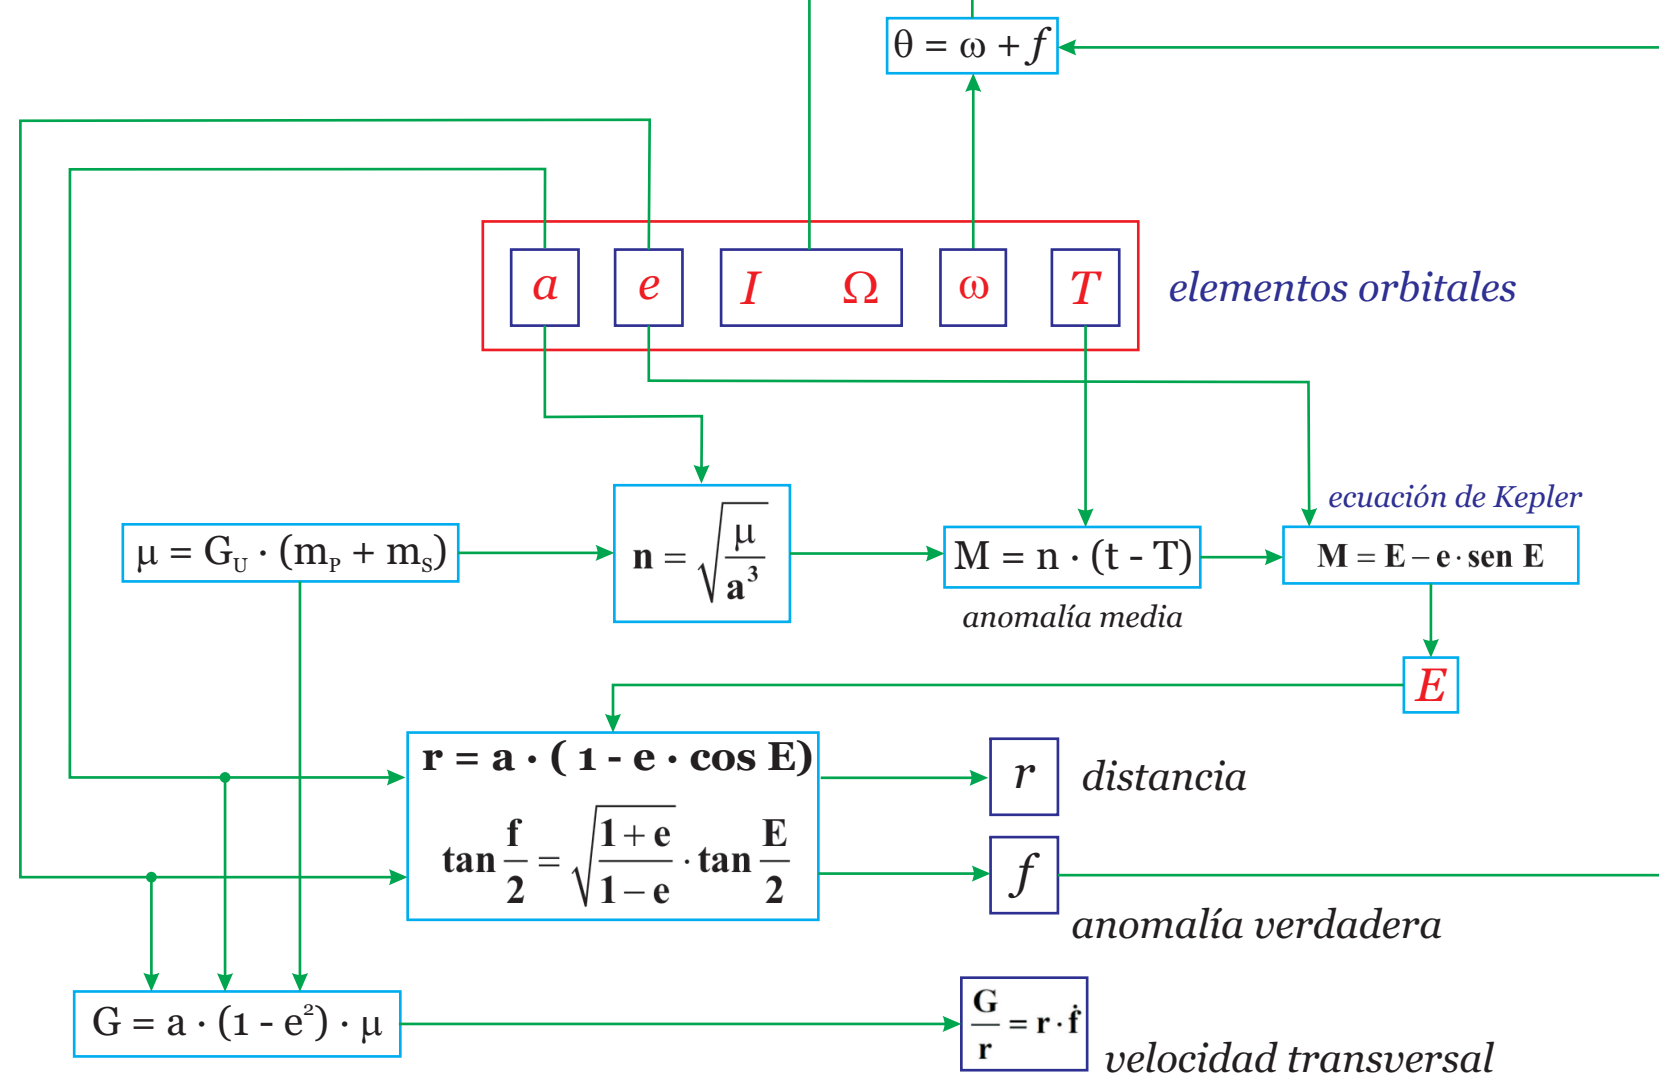 θ = ω + f
a e I Ω ω T
elementos orbitales
ecuación de Kepler
μ = G_U · (m_P + m_S)
n = √(μ/a³)
M = n · (t - T)
M = E – e · sen E
anomalía media
E
r = a · ( 1 - e · cos E)
r
distancia
tan f/2 = √((1 + e)/(1 – e)) · tan E/2
f
anomalía verdadera
G = a · (1 - e²) · μ
G/r = r · ḟ
velocidad transversal